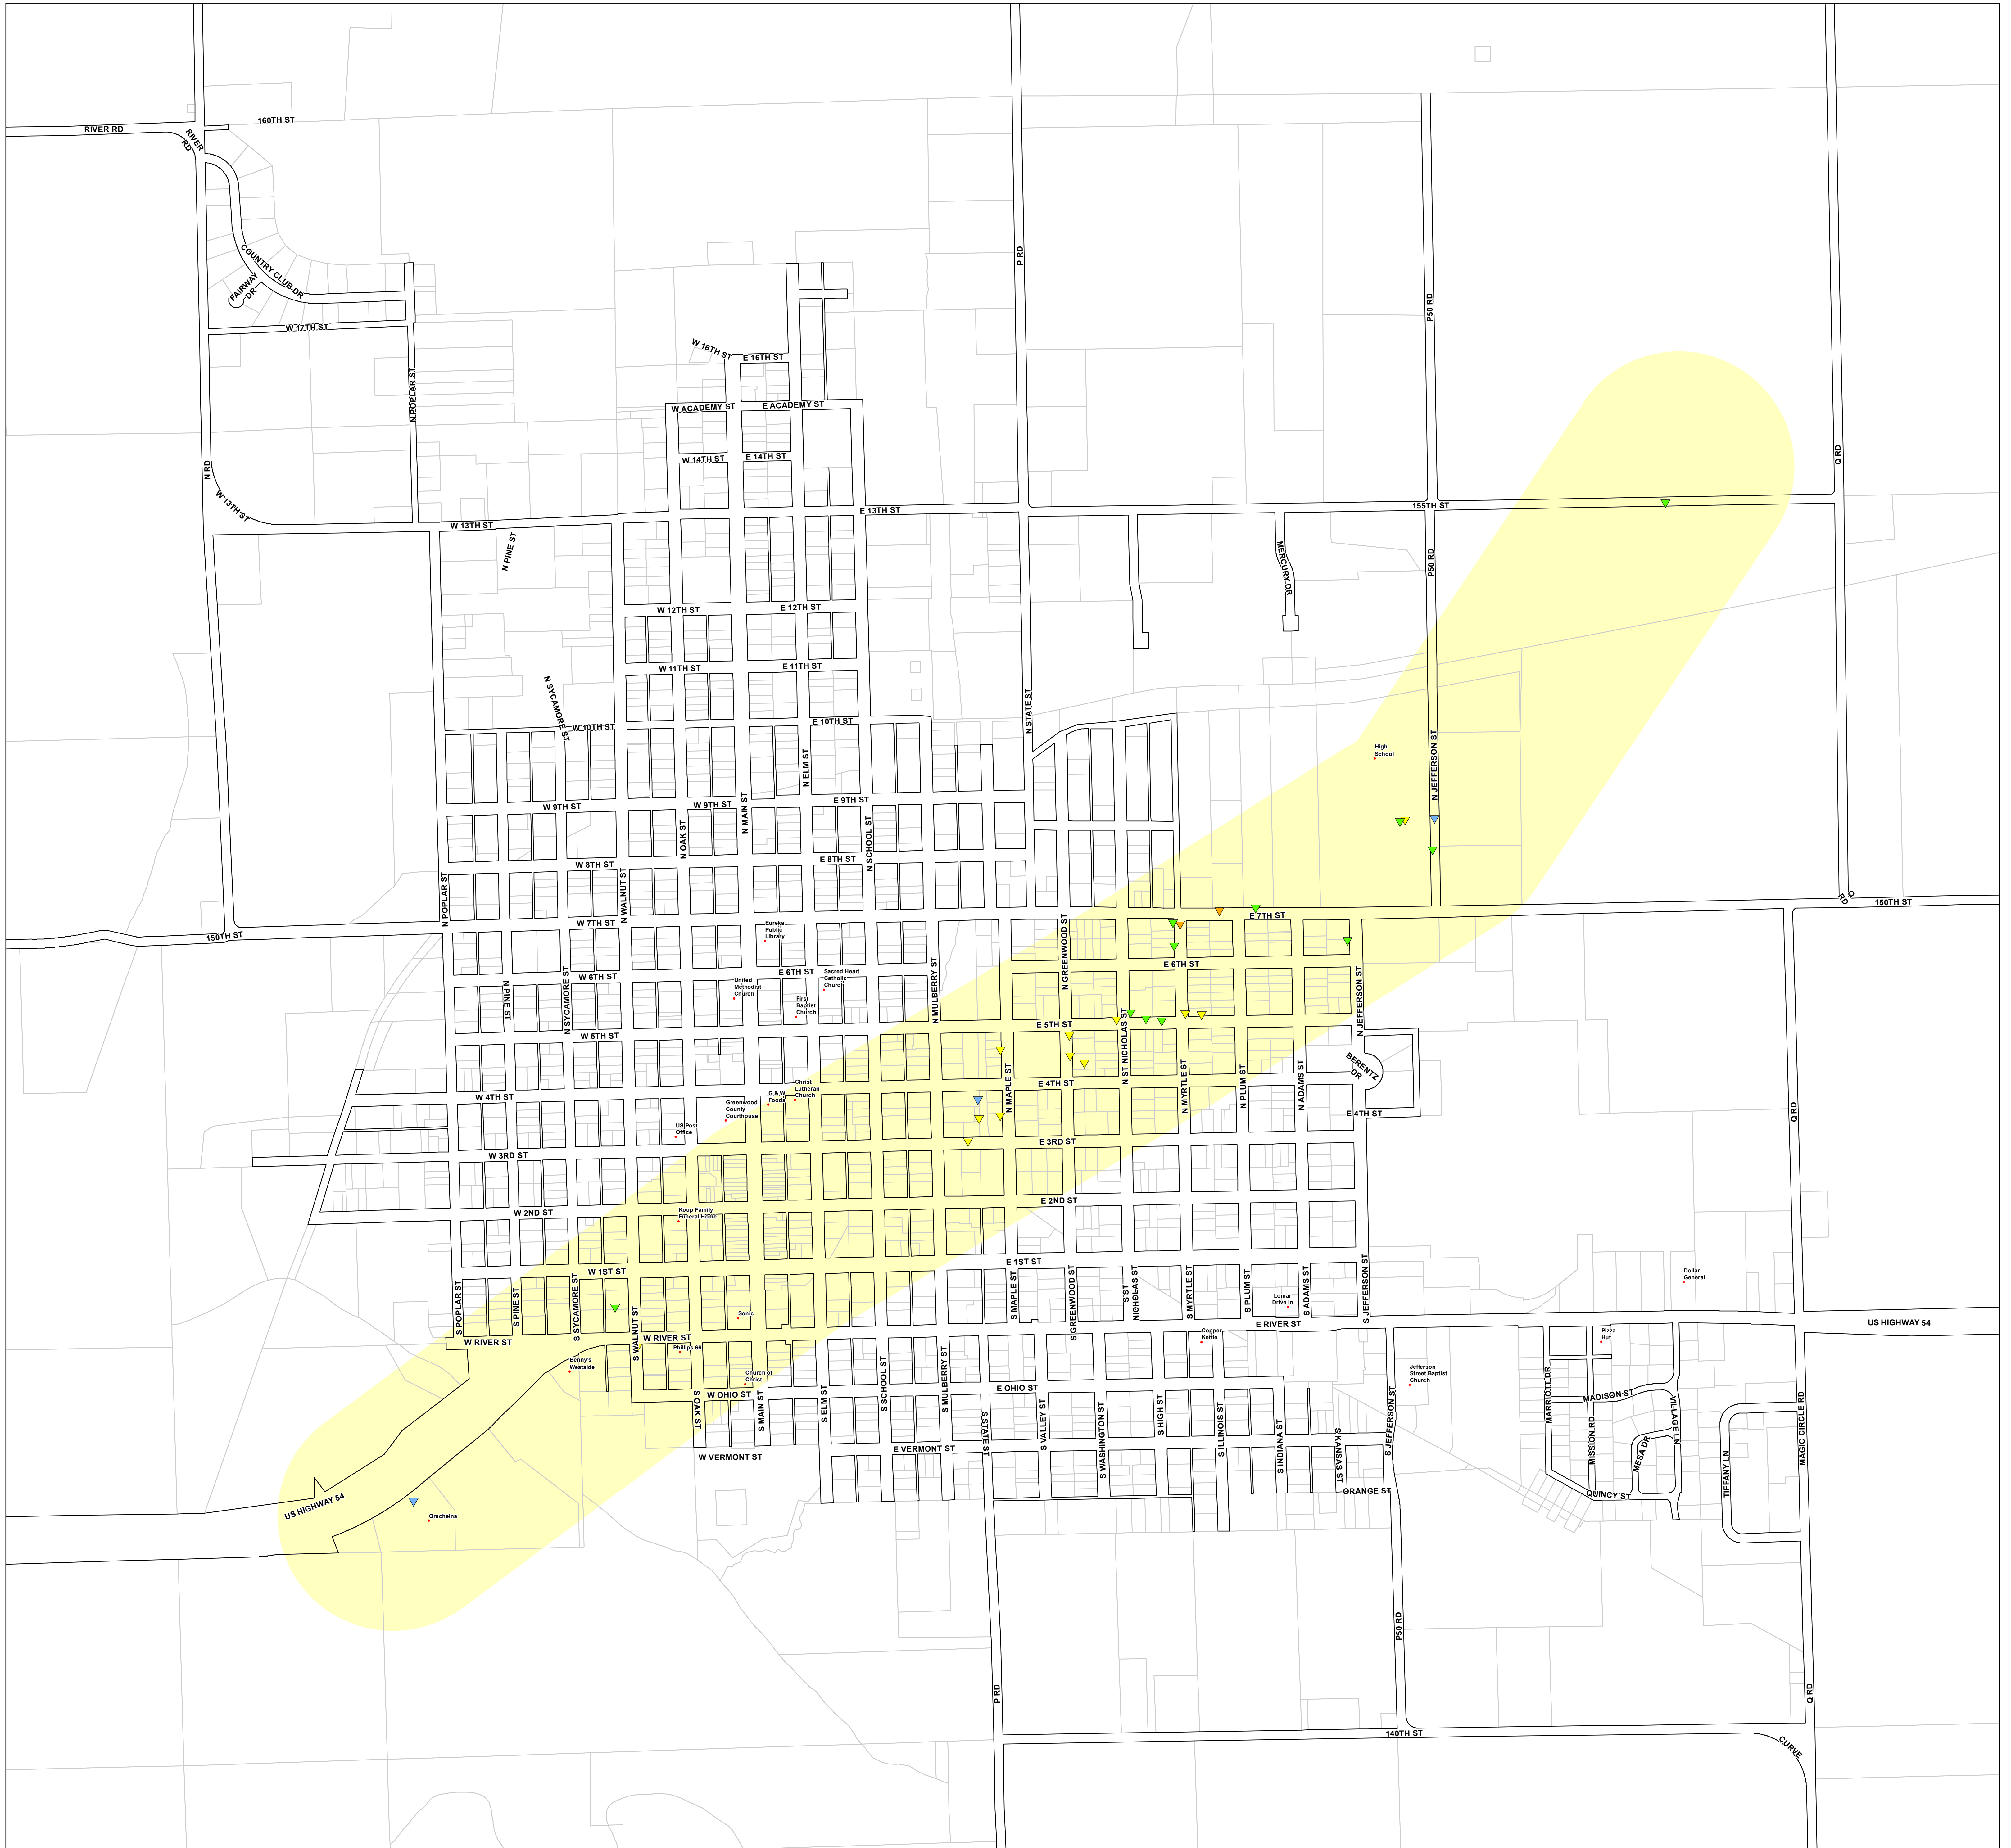 160TH ST
RIVER RD
RIVER
RD
P RD
COUNTRY CLUB DR
FAIRWAY
DR
P50 RD
W 17TH ST
W 16TH ST
E 16TH ST
N POPLAR ST
W ACADEMY ST
E ACADEMY ST
W 14TH ST
E 14TH ST
N RD
Q RD
W 13TH ST
W 13TH ST
E 13TH ST
155TH ST
N PINE ST
P50 RD
MERCURY DR
W 12TH ST
E 12TH ST
W 11TH ST
E 11TH ST
N SYCAMORE ST
N STATE ST
W 10TH ST
E 10TH ST
High
School
N ELM ST
N JEFFERSON ST
W 9TH ST
W 9TH ST
E 9TH ST
N MAIN ST
N OAK ST
N SCHOOL ST
W 8TH ST
E 8TH ST
N POPLAR ST
N WALNUT ST
Q
RD
150TH ST
W 7TH ST
E 7TH ST
150TH ST
Eureka
Public
Library
N GREENWOOD ST
E 6TH ST
W 6TH ST
E 6TH ST
Sacred Heart
Catholic
Church
United
Methodist
Church
First
Baptist
Church
N PINE ST
N SYCAMORE ST
N MULBERRY ST
N JEFFERSON ST
E 5TH ST
W 5TH ST
N ST NICHOLAS ST
BERENTZ
DR
N MYRTLE ST
N PLUM ST
N ADAMS ST
N MAPLE ST
E 4TH ST
Christ
Lutheran
Church
G & W
Foods
W 4TH ST
Greenwood
County
Courthouse
US Post
Office
E 4TH ST
Q RD
E 3RD ST
W 3RD ST
E 2ND ST
W 2ND ST
Koup Family
Funeral Home
E 1ST ST
W 1ST ST
S POPLAR ST
S PINE ST
S SYCAMORE ST
S WALNUT ST
Sonic
S MAPLE ST
S GREENWOOD ST
S ST
NICHOLAS ST
S MYRTLE ST
S PLUM ST
Lomar
Drive In
S ADAMS ST
S JEFFERSON ST
Dollar
General
US HIGHWAY 54
E RIVER ST
W RIVER ST
W RIVER ST
Phillips 66
Copper
Kettle
Pizza
Hut
Benny's
Westside
Church of
Christ
Jefferson
Street Baptist
Church
W OHIO ST
E OHIO ST
S OAK ST
S MAIN ST
S ELM ST
S SCHOOL ST
S MULBERRY ST
S STATE ST
S VALLEY ST
S WASHINGTON ST
S HIGH ST
S ILLINOIS ST
S INDIANA ST
S KANSAS ST
S JEFFERSON ST
MARRIOTT DR
MADISON ST
MISSION RD
VILLAGE LN
MESA DR
TIFFANY LN
MAGIC CIRCLE RD
W VERMONT ST
E VERMONT ST
ORANGE ST
QUINCY ST
US HIGHWAY 54
Orschelns
P50 RD
P RD
Q RD
140TH ST
CURVE